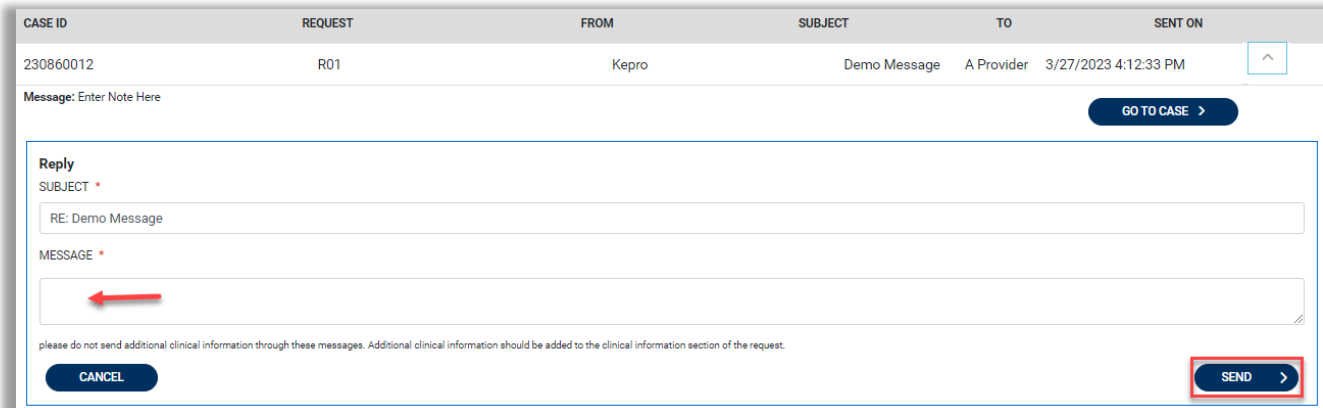 CASE ID REQUEST FROM SUBJECT TO SENT ON
230860012 R01 Kepro Demo Message A Provider 3/27/2023 4:12:33 PM
Message: Enter Note Here
GO TO CASE >
Reply
SUBJECT *
RE: Demo Message
MESSAGE *
please do not send additional clinical information through these messages. Additional clinical information should be added to the clinical information section of the request.
CANCEL SEND >